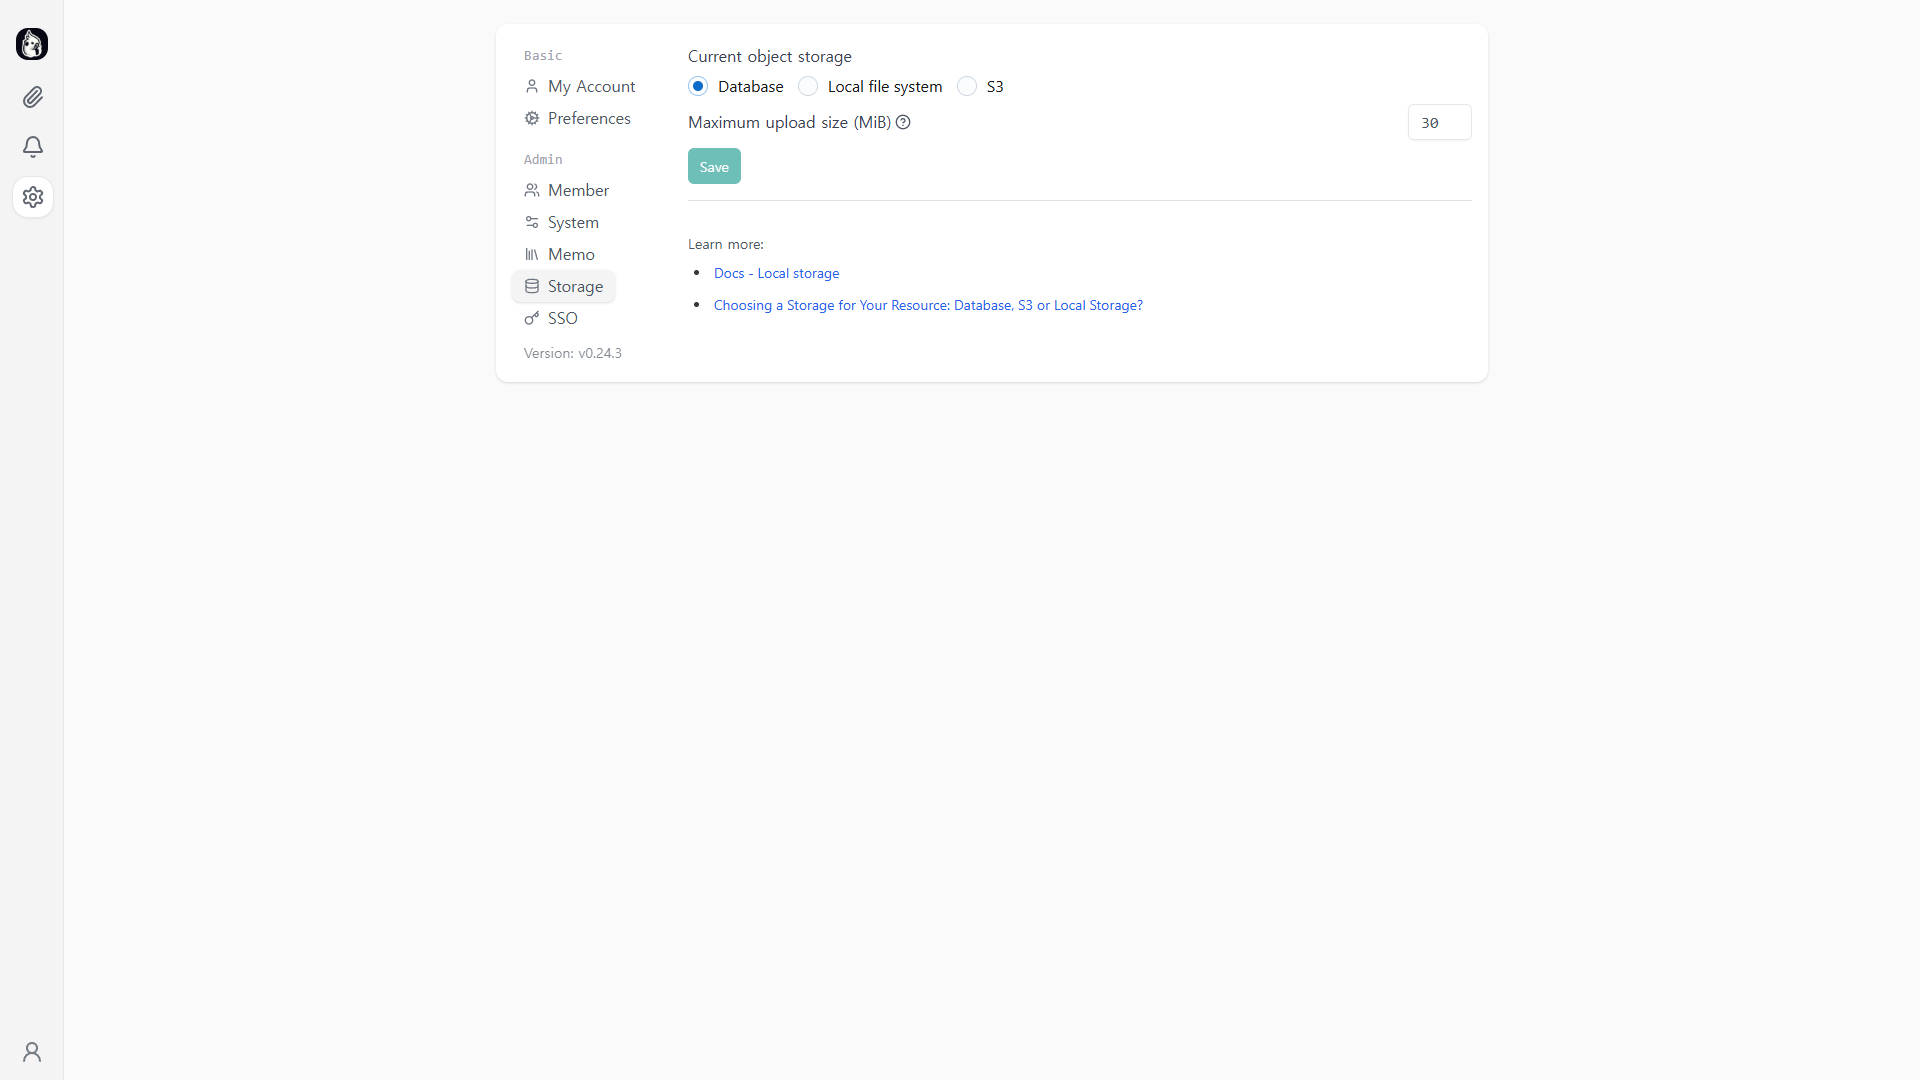 Basic
My Account
Preferences
Admin
Member
System
Memo
Storage
SSO
Version: v0.24.3
Current object storage
Database
Local file system
S3
Maximum upload size (MiB)
30
Save
Learn more:
Docs - Local storage
Choosing a Storage for Your Resource: Database, S3 or Local Storage?